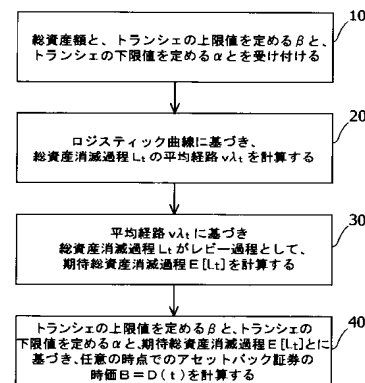 10
総資産額と、トランシェの上限値を定めるβと、
トランシェの下限値を定めるαとを受け付ける
20
ロジスティック曲線に基づき、
総資産消滅過程Ltの平均経路νλtを計算する
30
平均経路νλtに基づき
総資産消滅過程Ltがレビー過程として、
期待総資産消滅過程E[Lt]を計算する
40
トランシェの上限値を定めるβと、トランシェの
下限値を定めるαと、期待総資産消滅過程E[Lt]とに
基づき、任意の時点でのアセットバック証券の
時価B=D(t)を計算する